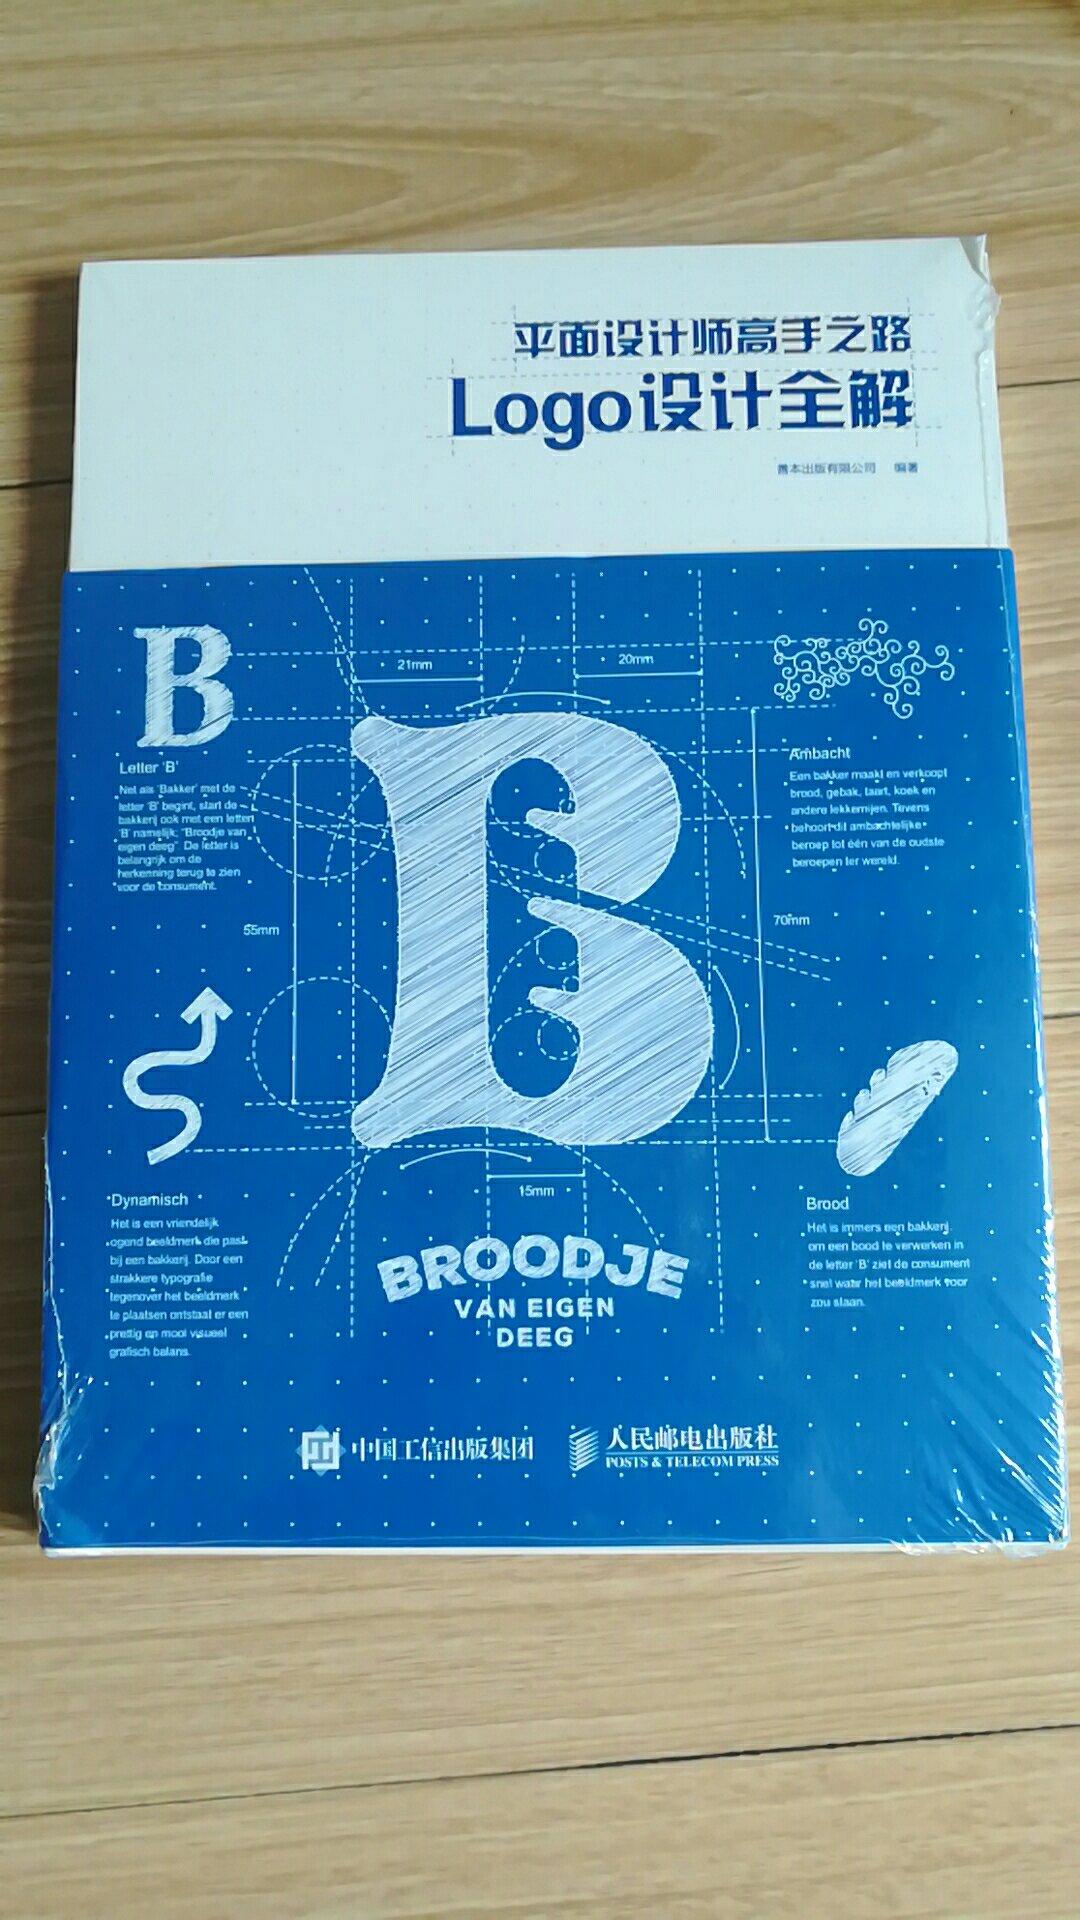 平面设计师高手之路
Logo设计全解
善本出版有限公司 编著
21mm
20mm
Letter 'B'
Net als 'Bakker' met de
letter 'B' begint, start de
bakkerij ook met een letter
'B' namelijk; "Broodje van
eigen deeg". De letter is
belangrijk om de
herkenning terug te zien
voor de consument.
Ambacht
Een bakker maakt en verkoopt
brood, gebak, taart, koek en
andere lekkernijen. Tevens
behoort dit ambachtelijke
beroep tot één van de oudste
beroepen ter wereld.
55mm
70mm
Dynamisch
Het is een vriendelijk
ogend beeldmerk die past
bij een bakkerij. Door een
strakkere typografie
tegenover het beeldmerk
te plaatsen ontstaat er een
prettig en mooi visueel
grafisch balans.
15mm
Brood
Het is immers een bakkerij.
om een bood te verwerken in
de letter 'B' ziet de consument
snel waar het beeldmerk voor
zou staan.
BROODJE
VAN EIGEN
DEEG
中国工信出版集团
人民邮电出版社
POSTS & TELECOM PRESS